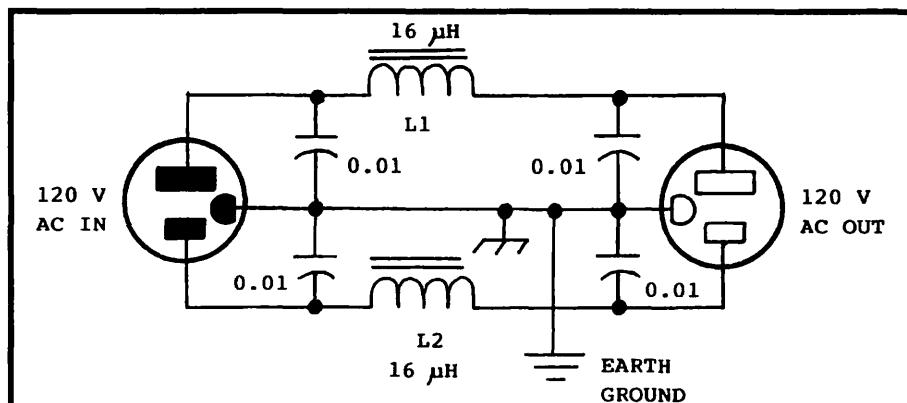 16 µH
L1
0.01
0.01
120 V
AC IN
120 V
AC OUT
0.01
0.01
L2
16 µH
EARTH
GROUND